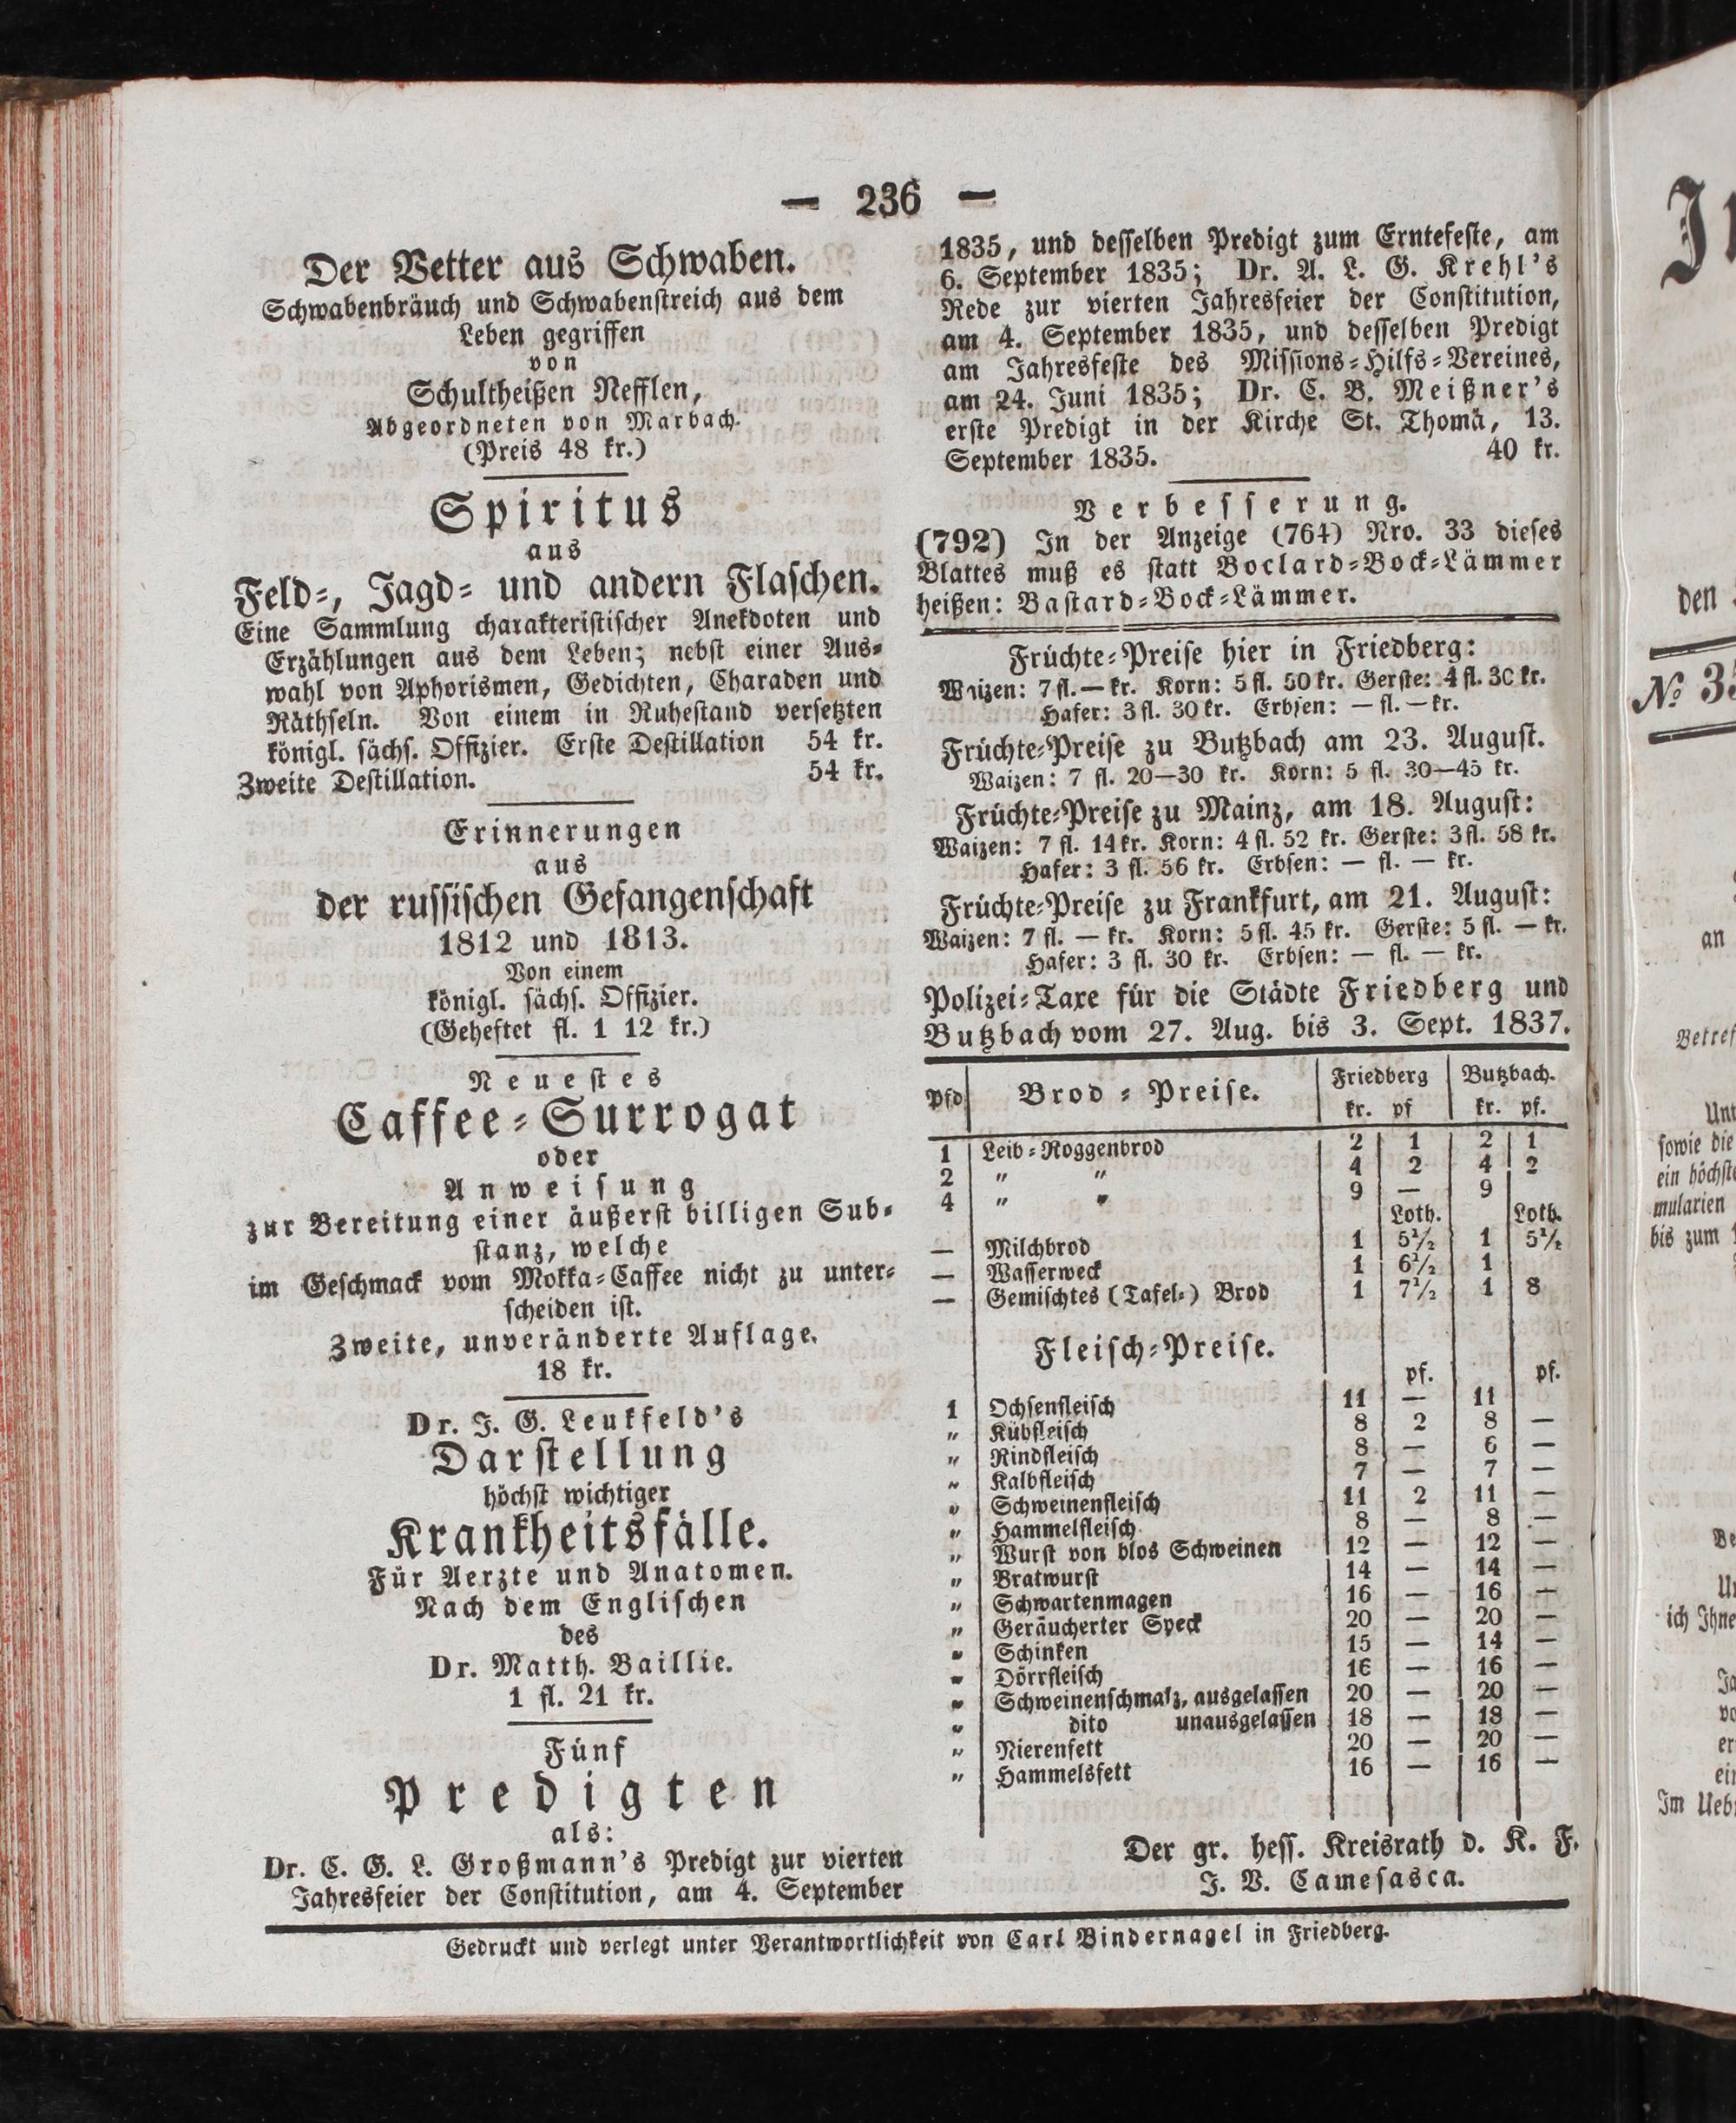 — 236 —
Der Vetter aus Schwaben.
Schwabenbräuch und Schwabenstreich aus dem
Leben gegriffen
von
Schultheißen Nefflen,
Abgeordneten von Marbach.
(Preis 48 kr.)
Spiritus
aus
Feld-, Jagd- und andern Flaschen.
Eine Sammlung charakteristischer Anekdoten und
Erzählungen aus dem Leben; nebst einer Aus-
wahl von Aphorismen, Gedichten, Charaden und
Räthseln. Von einem in Ruhestand versetzten
königl. sächs. Offizier. Erste Destillation 54 kr.
Zweite Destillation. 54 kr.
Erinnerungen
aus
der russischen Gefangenschaft
1812 und 1813.
Von einem
königl. sächs. Offizier.
(Geheftet fl. 1 12 kr.)
Neuestes
Caffee-Surrogat
oder
Anweisung
zur Bereitung einer äußerst billigen Sub-
stanz, welche
im Geschmack vom Mokka-Caffee nicht zu unter-
scheiden ist.
Zweite, unveränderte Auflage.
18 kr.
Dr. J. G. Leukfeld's
Darstellung
höchst wichtiger
Krankheitsfälle.
Für Aerzte und Anatomen.
Nach dem Englischen
des
Dr. Matth. Baillie.
1 fl. 21 kr.
Fünf
Predigten
als:
Dr. C. G. L. Großmann's Predigt zur vierten
Jahresfeier der Constitution, am 4. September
1835, und desselben Predigt zum Erntefeste, am
6. September 1835; Dr. A. L. G. Krehl's
Rede zur vierten Jahresfeier der Constitution,
am 4. September 1835, und desselben Predigt
am Jahresfeste des Missions-Hilfs-Vereines,
am 24. Juni 1835; Dr. C. B. Meißner's
erste Predigt in der Kirche St. Thomä, 13.
September 1835. 40 kr.
Verbesserung.
(792) In der Anzeige (764) Nro. 33 dieses
Blattes muß es statt Boclard-Bock-Lämmer
heißen: Bastard-Bock-Lämmer.
Früchte-Preise hier in Friedberg:
Waizen: 7 fl. — kr. Korn: 5 fl. 50 kr. Gerste: 4 fl. 30 kr.
Hafer: 3 fl. 30 kr. Erbsen: — fl. — kr.
Früchte-Preise zu Butzbach am 23. August.
Waizen: 7 fl. 20—30 kr. Korn: 5 fl. 30—45 kr.
Früchte-Preise zu Mainz, am 18. August:
Waizen: 7 fl. 14 kr. Korn: 4 fl. 52 kr. Gerste: 3 fl. 58 kr.
Hafer: 3 fl. 56 kr. Erbsen: — fl. — kr.
Früchte-Preise zu Frankfurt, am 21. August:
Waizen: 7 fl. — kr. Korn: 5 fl. 45 kr. Gerste: 5 fl. — kr.
Hafer: 3 fl. 30 kr. Erbsen: — fl. — kr.
Polizei-Taxe für die Städte Friedberg und
Butzbach vom 27. Aug. bis 3. Sept. 1837.
Pfd. Brod-Preise. Friedberg Butzbach.
kr. pf kr. pf.
1 Leib-Roggenbrod 2 1 2 1
2 " " 4 2 4 2
4 " " 9 — 9
Loth. Loth.
— Milchbrod 1 5½ 1 5½
— Wasserweck 1 6½ 1
— Gemischtes (Tafel-) Brod 1 7½ 1 8
Fleisch-Preise.
pf. pf.
1 Ochsenfleisch 11 — 11
" Kühfleisch 8 2 8 —
" Rindfleisch 8 — 6 —
" Kalbfleisch 7 — 7 —
" Schweinenfleisch 11 2 11 —
" Hammelfleisch 8 — 8 —
" Wurst von blos Schweinen 12 — 12 —
" Bratwurst 14 — 14 —
" Schwartenmagen 16 — 16 —
" Geräucherter Speck 20 — 20 —
" Schinken 15 — 14 —
" Dörrfleisch 16 — 16 —
" Schweinenschmalz, ausgelassen 20 — 20 —
" dito unausgelassen 18 — 18 —
" Nierenfett 20 — 20 —
" Hammelsfett 16 — 16 —
Der gr. hess. Kreisrath d. K. F.
J. V. Camesasca.
Gedruckt und verlegt unter Verantwortlichkeit von Carl Bindernagel in Friedberg.
den
№ 35
an
Betref
Unt
sowie die
ein höchst
mularien
bis zum
ich Ihne
Im Ueb